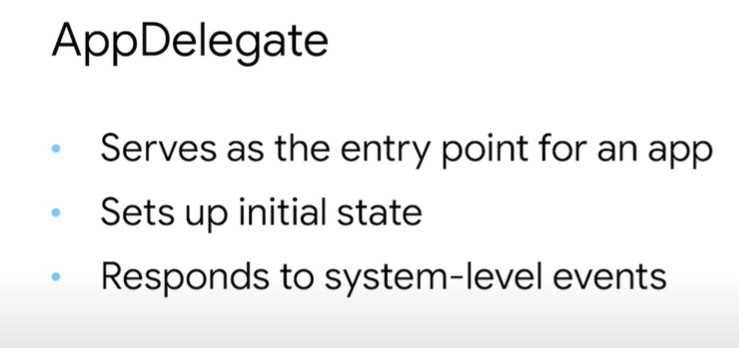 AppDelegate
• Serves as the entry point for an app
• Sets up initial state
• Responds to system-level events